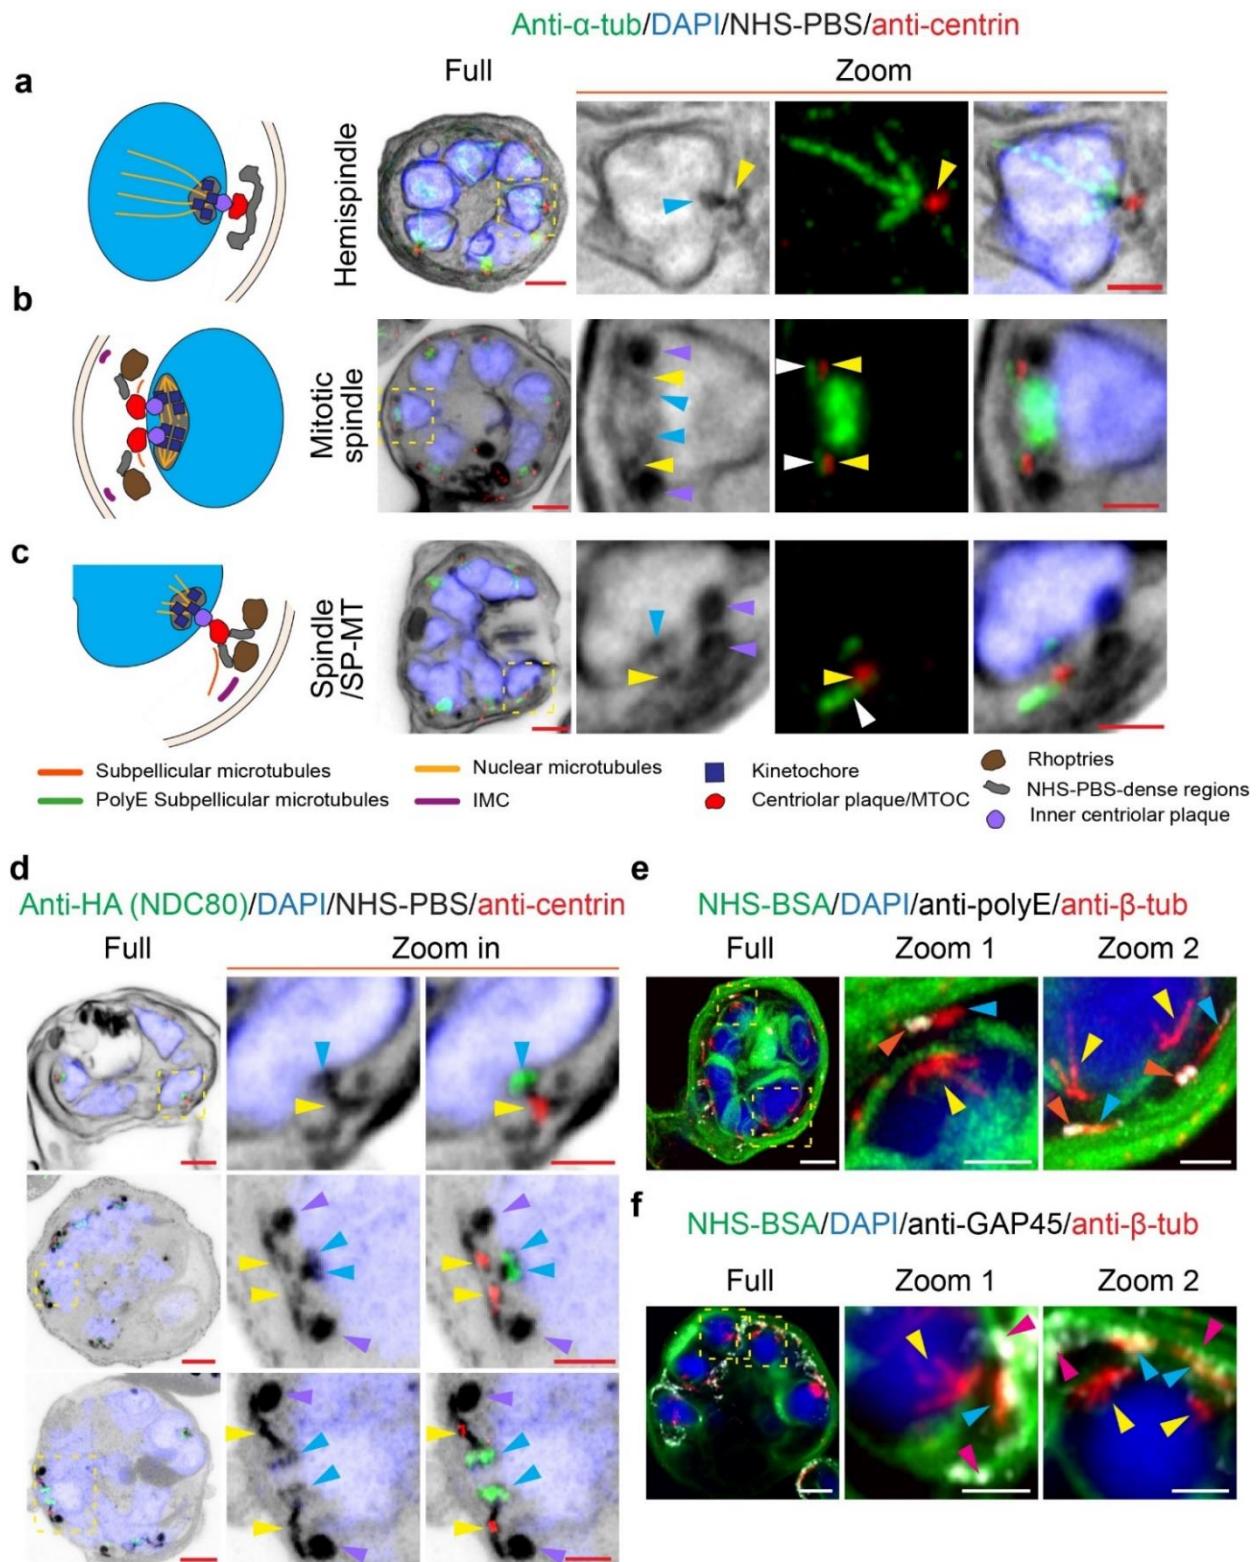 Anti-α-tub/DAPI/NHS-PBS/anti-centrin
a
Full
Zoom
Hemispindle
b
Mitotic
spindle
c
Spindle
/SP-MT
Subpellicular microtubules
PolyE Subpellicular microtubules
Nuclear microtubules
IMC
Kinetochore
Centriolar plaque/MTOC
Rhoptries
NHS-PBS-dense regions
Inner centriolar plaque
d
Anti-HA (NDC80)/DAPI/NHS-PBS/anti-centrin
Full
Zoom in
e
NHS-BSA/DAPI/anti-polyE/anti-β-tub
Full
Zoom 1
Zoom 2
f
NHS-BSA/DAPI/anti-GAP45/anti-β-tub
Full
Zoom 1
Zoom 2